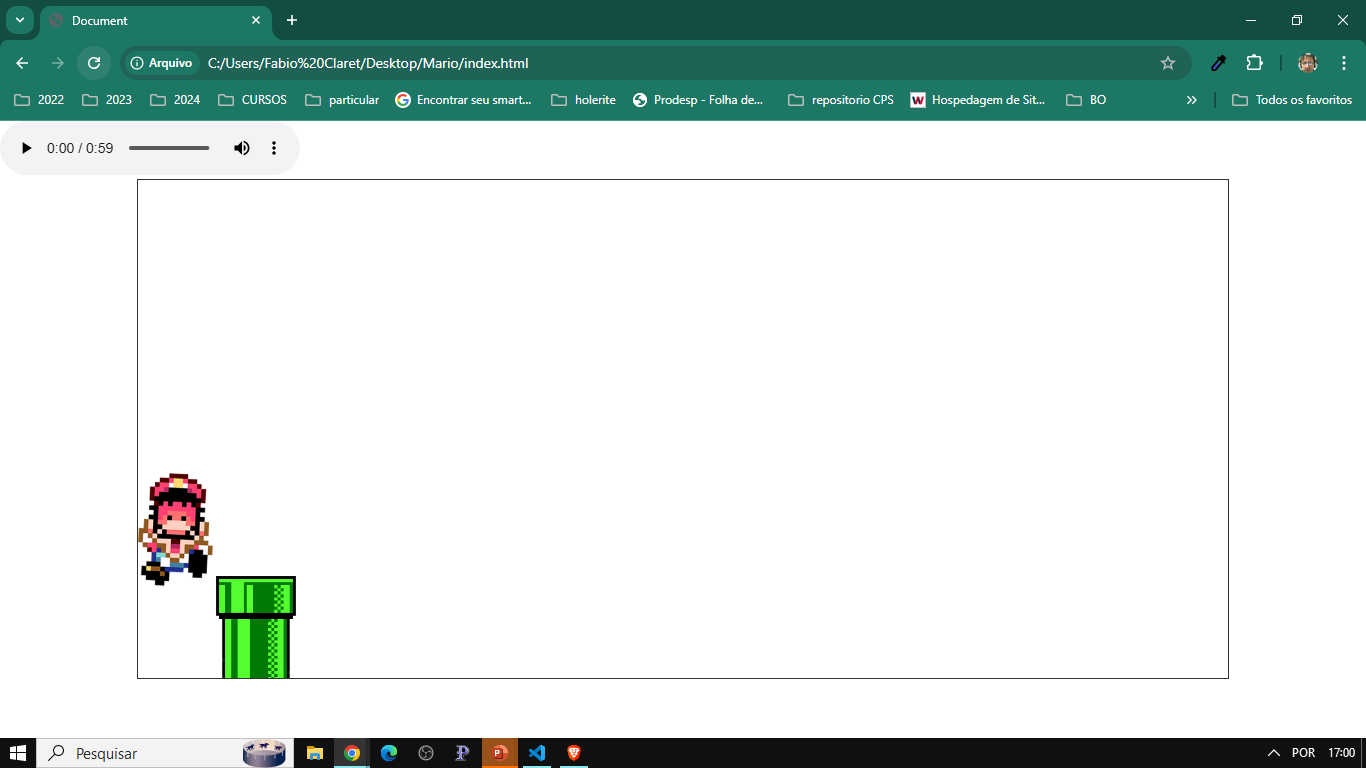 Document
Arquivo C:/Users/Fabio%20Claret/Desktop/Mario/index.html
2022 2023 2024 CURSOS particular Encontrar seu smart... holerite Prodesp - Folha de... repositorio CPS Hospedagem de Sit... BO Todos os favoritos
0:00 / 0:59
Pesquisar POR 17:00